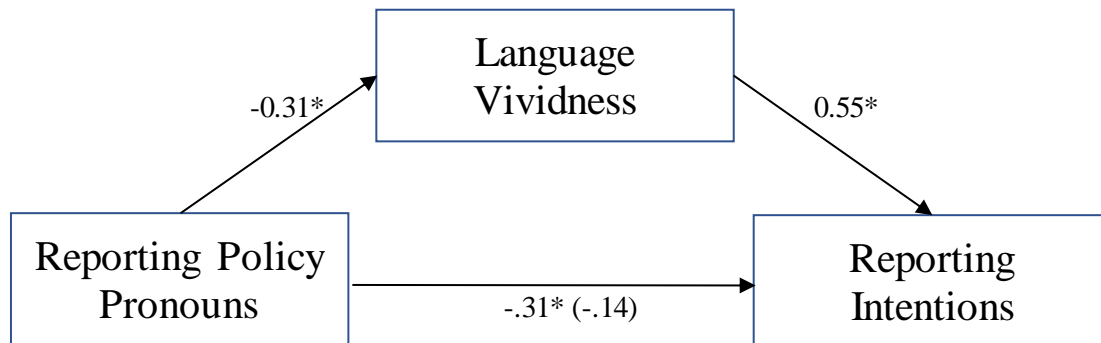 Language
Vividness
-0.31*
0.55*
Reporting Policy
Pronouns
-.31* (-.14)
Reporting
Intentions